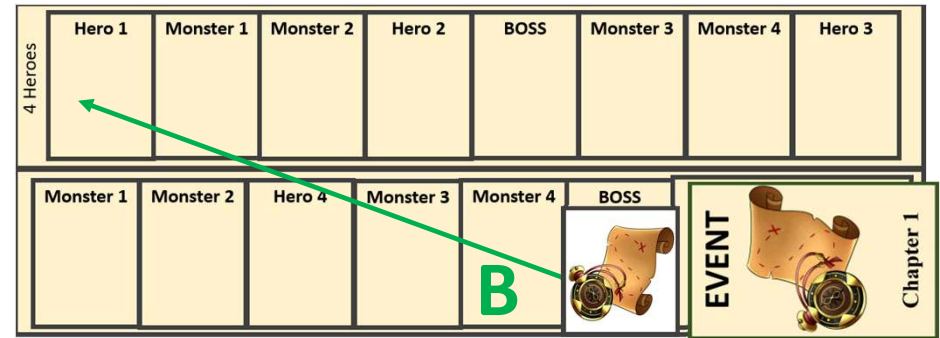 4 Heroes
Hero 1 Monster 1 Monster 2 Hero 2 BOSS Monster 3 Monster 4 Hero 3
Monster 1 Monster 2 Hero 4 Monster 3 Monster 4 BOSS
B
EVENT
Chapter 1